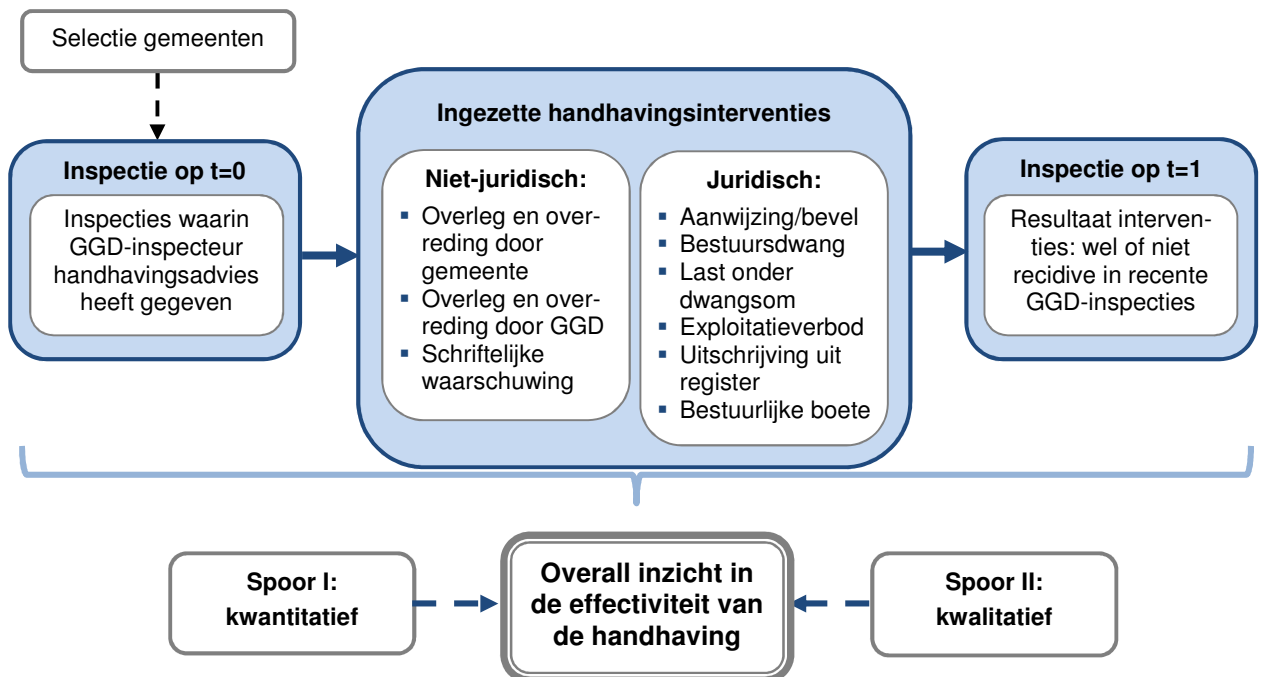 Selectie gemeenten
Inspectie op t=0
Inspecties waarin
GGD-inspecteur
handhavingsadvies
heeft gegeven
Ingezette handhavingsinterventies
Niet-juridisch:
▪ Overleg en over-
reding door
gemeente
▪ Overleg en over-
reding door GGD
▪ Schriftelijke
waarschuwing
Juridisch:
▪ Aanwijzing/bevel
▪ Bestuursdwang
▪ Last onder
dwangsom
▪ Exploitatieverbod
▪ Uitschrijving uit
register
▪ Bestuurlijke boete
Inspectie op t=1
Resultaat interven-
ties: wel of niet
recidive in recente
GGD-inspecties
Spoor I:
kwantitatief
Overall inzicht in
de effectiviteit van
de handhaving
Spoor II:
kwalitatief